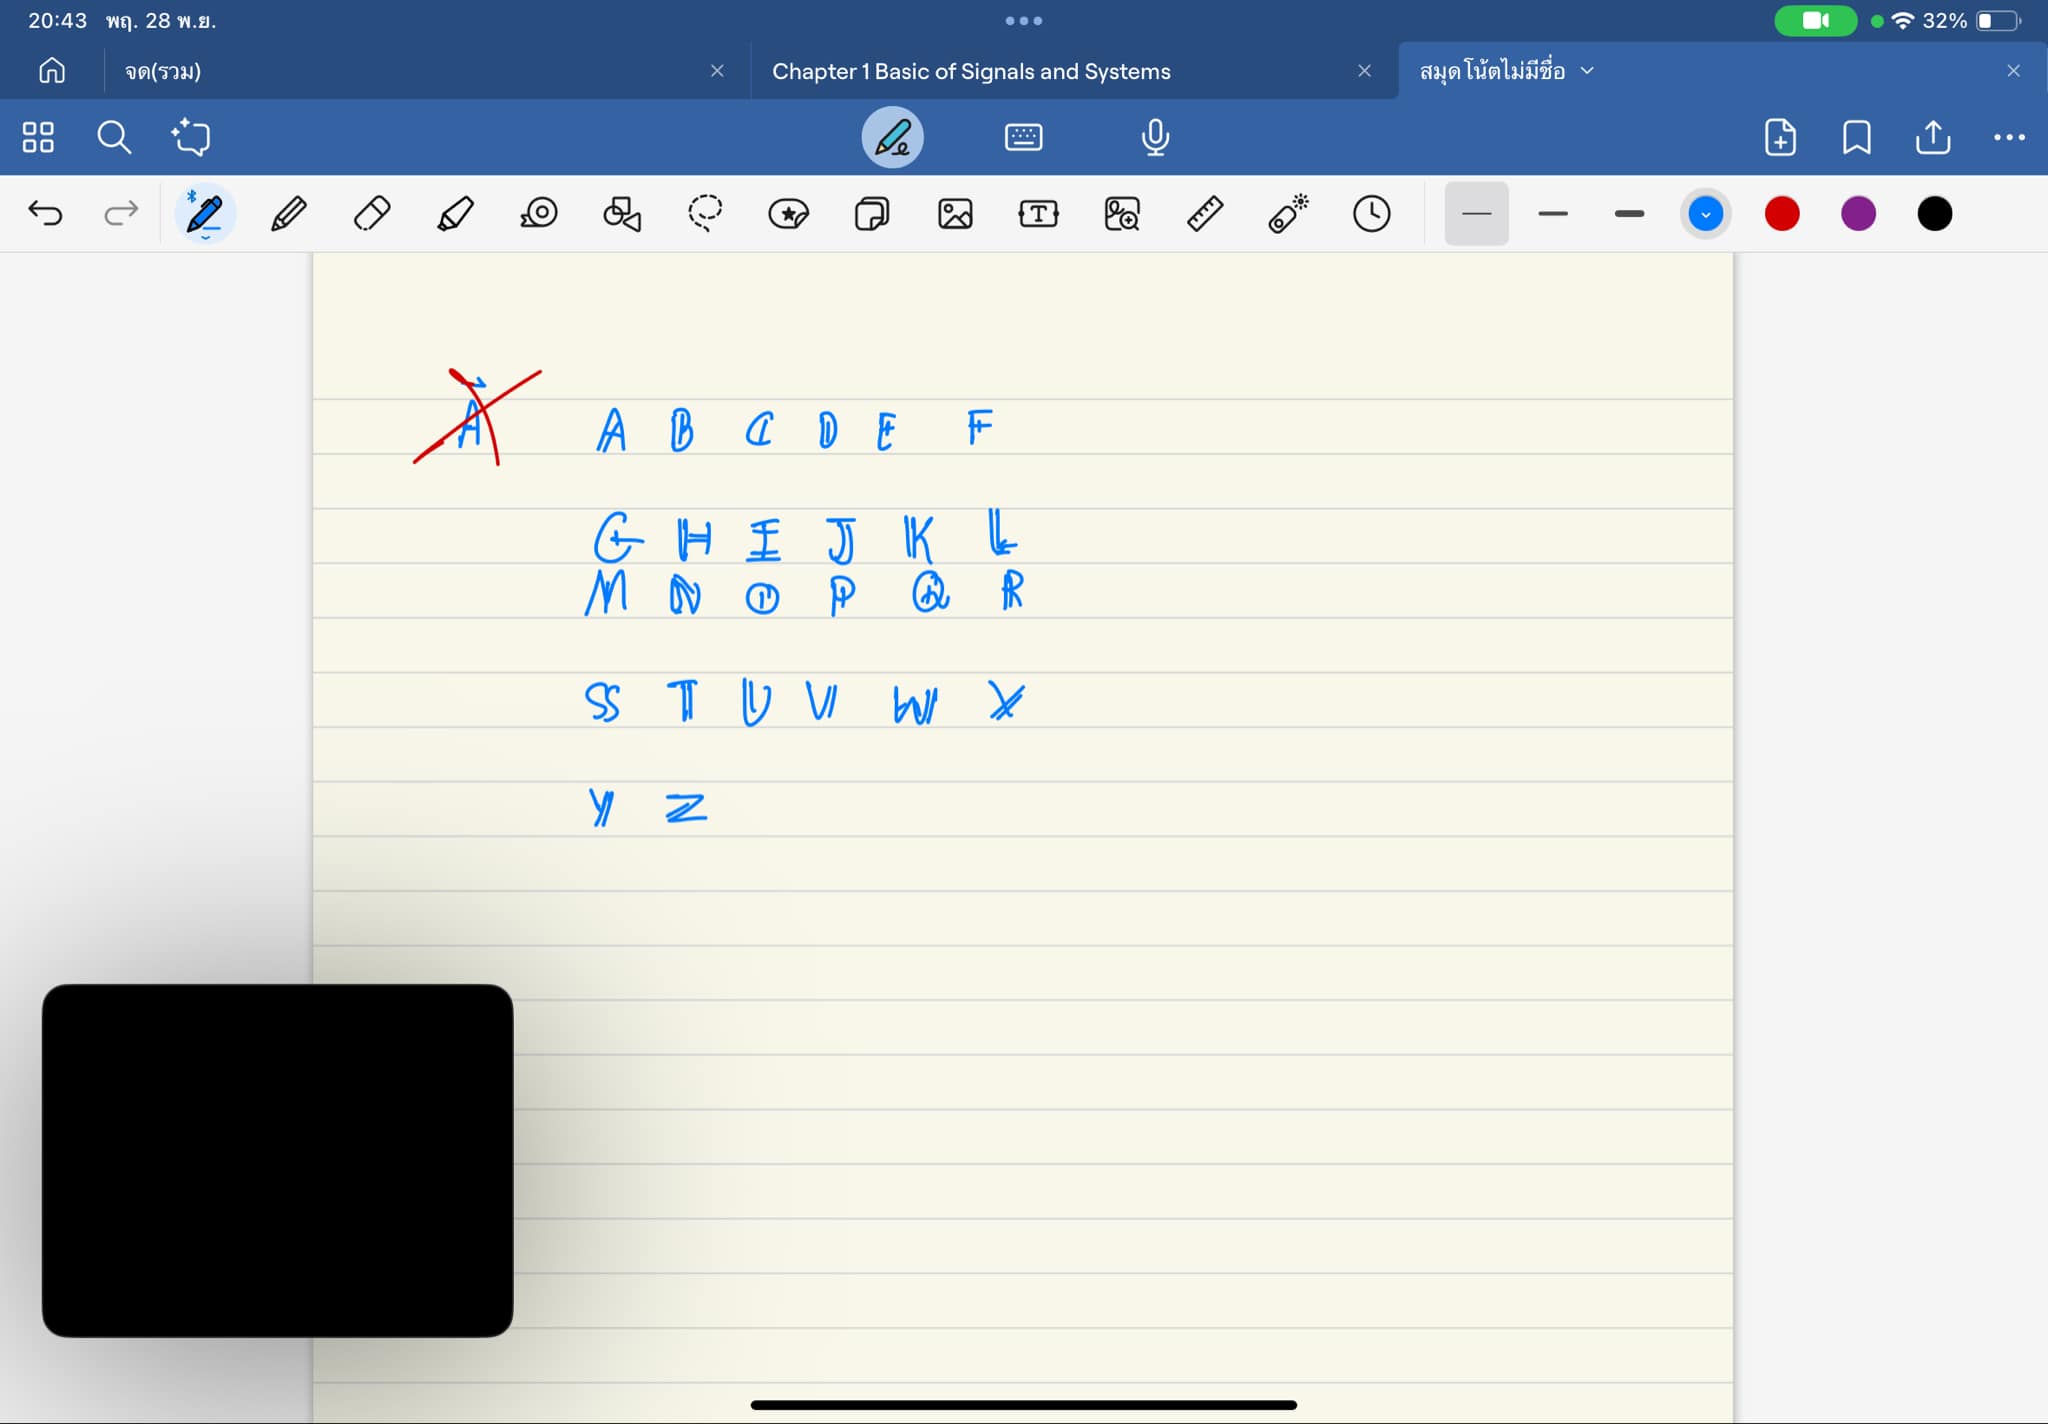 20:43 พฤ. 28 พ.ย. 32%
จด(รวม) Chapter 1 Basic of Signals and Systems สมุดโน้ตไม่มีชื่อ
A A B C D E F
G H I J K L
M N O P Q R
S T U V W X
Y Z